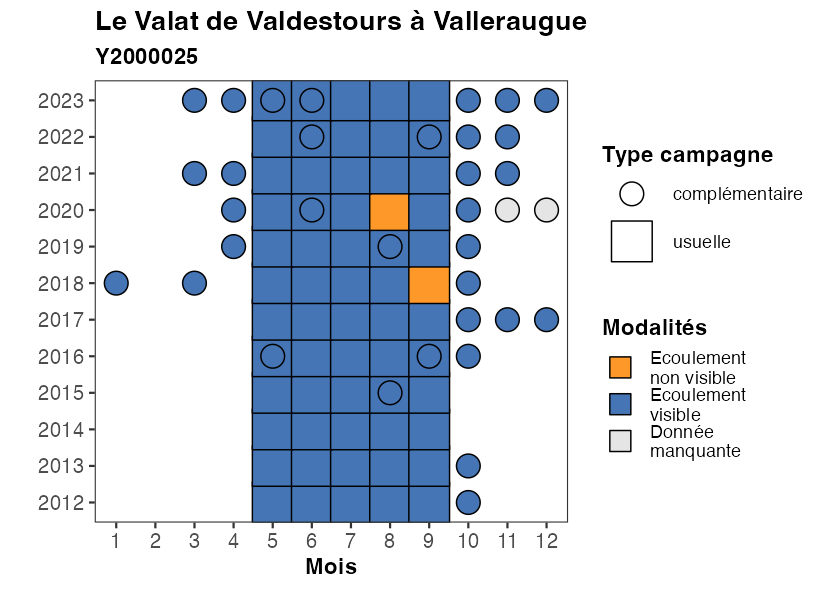 Le Valat de Valdestours à Valleraugue
Y2000025
2023
2022
2021
2020
2019
2018
2017
2016
2015
2014
2013
2012
1 2 3 4 5 6 7 8 9 10 11 12
Mois
Type campagne
complémentaire
usuelle
Modalités
Ecoulement
non visible
Ecoulement
visible
Donnée
manquante